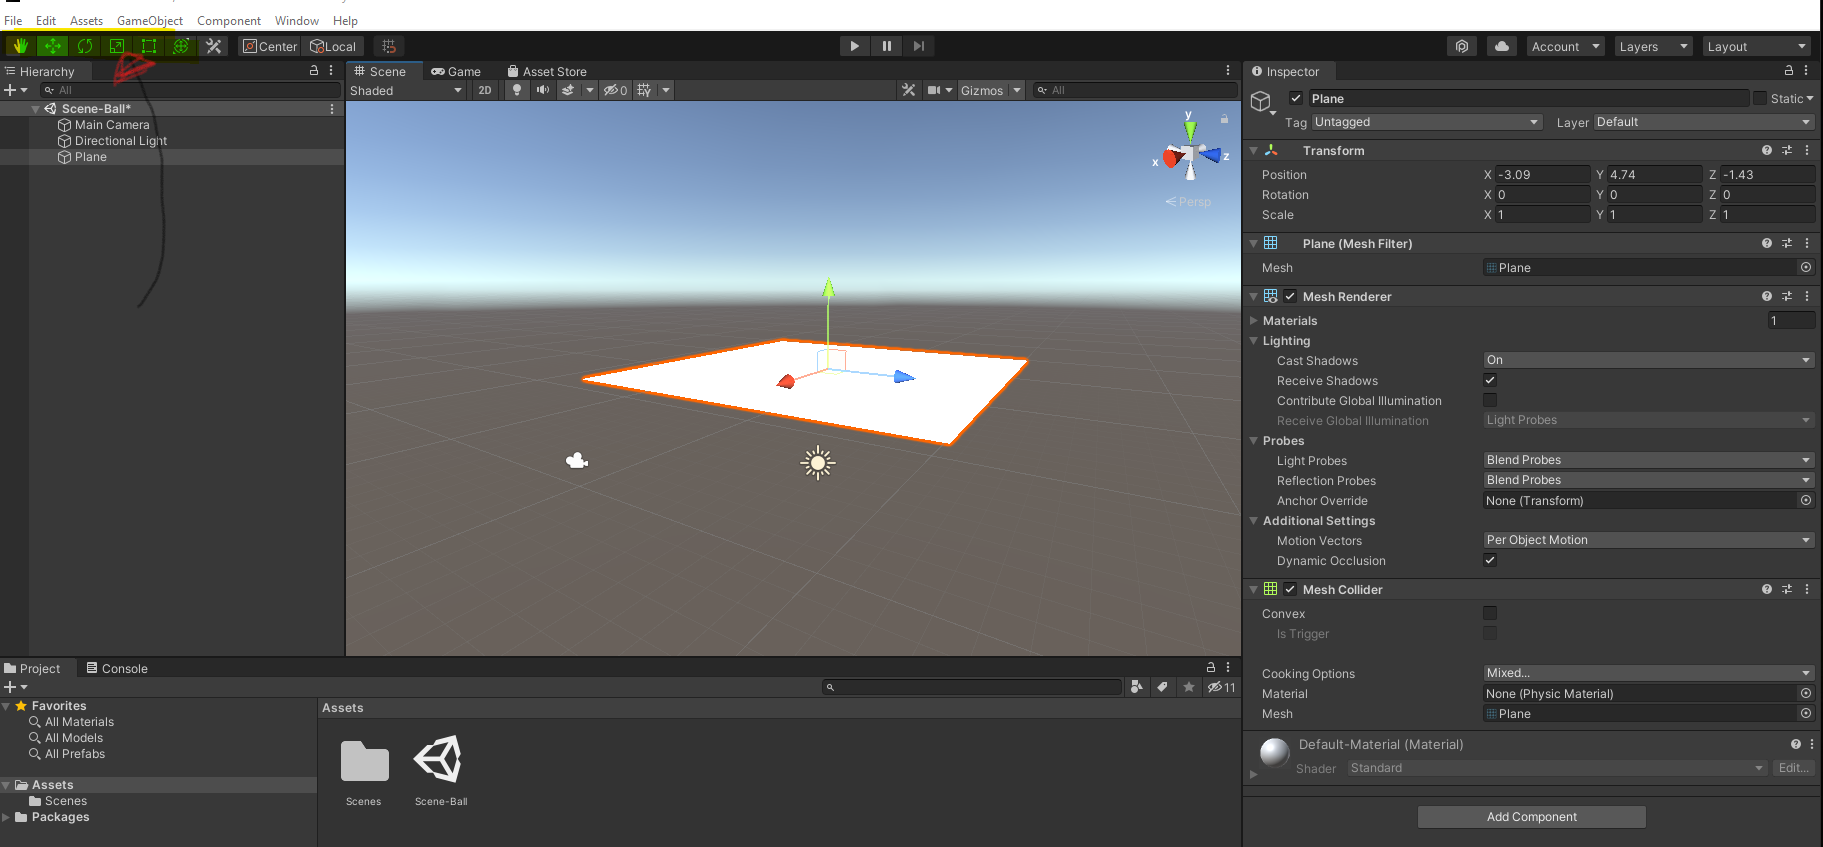 File Edit Assets GameObject Component Window Help
Center Local Account Layers Layout
Hierarchy
All
Scene-Ball*
Main Camera
Directional Light
Plane
Scene Game Asset Store
Shaded 2D 0 Gizmos All
y
x z
Persp
Inspector
Plane Static
Tag Untagged Layer Default
Transform
Position X -3.09 Y 4.74 Z -1.43
Rotation X 0 Y 0 Z 0
Scale X 1 Y 1 Z 1
Plane (Mesh Filter)
Mesh Plane
Mesh Renderer
Materials 1
Lighting
Cast Shadows On
Receive Shadows
Contribute Global Illumination
Receive Global Illumination Light Probes
Probes
Light Probes Blend Probes
Reflection Probes Blend Probes
Anchor Override None (Transform)
Additional Settings
Motion Vectors Per Object Motion
Dynamic Occlusion
Mesh Collider
Convex
Is Trigger
Cooking Options Mixed...
Material None (Physic Material)
Mesh Plane
Default-Material (Material)
Shader Standard Edit...
Add Component
Project Console
11
Favorites
All Materials
All Models
All Prefabs
Assets
Scenes
Packages
Assets
Scenes Scene-Ball